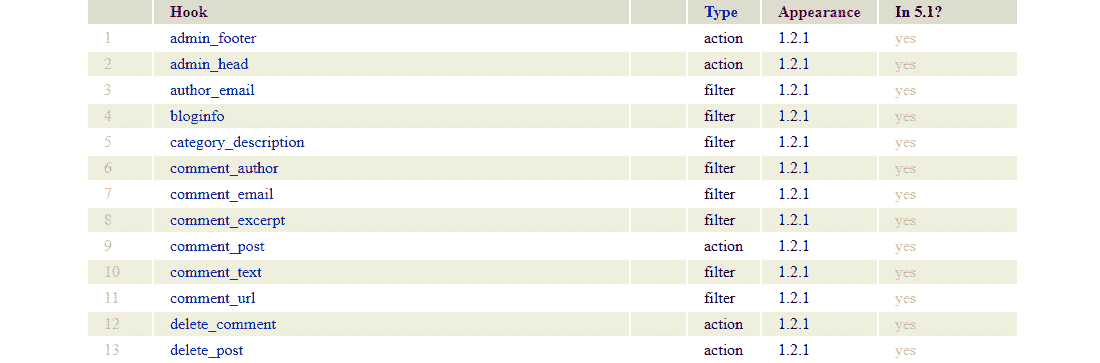 Hook Type Appearance In 5.1?
1 admin_footer action 1.2.1 yes
2 admin_head action 1.2.1 yes
3 author_email filter 1.2.1 yes
4 bloginfo filter 1.2.1 yes
5 category_description filter 1.2.1 yes
6 comment_author filter 1.2.1 yes
7 comment_email filter 1.2.1 yes
8 comment_excerpt filter 1.2.1 yes
9 comment_post action 1.2.1 yes
10 comment_text filter 1.2.1 yes
11 comment_url filter 1.2.1 yes
12 delete_comment action 1.2.1 yes
13 delete_post action 1.2.1 yes